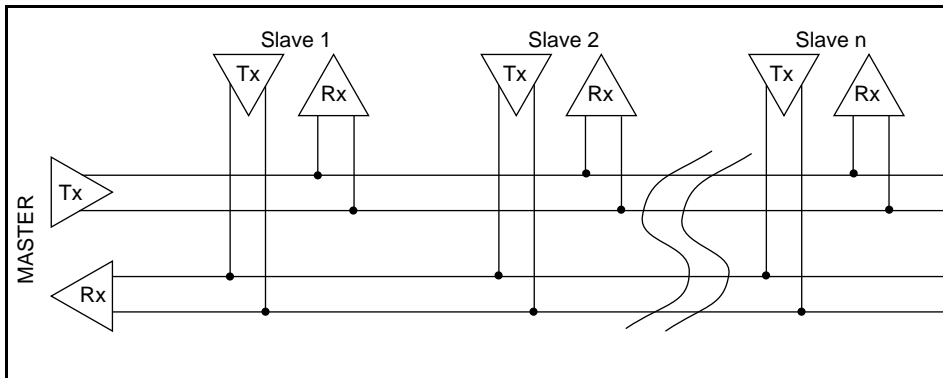 Slave 1
Slave 2
Slave n
Tx
Rx
Tx
Rx
Tx
Rx
MASTER
Tx
Rx